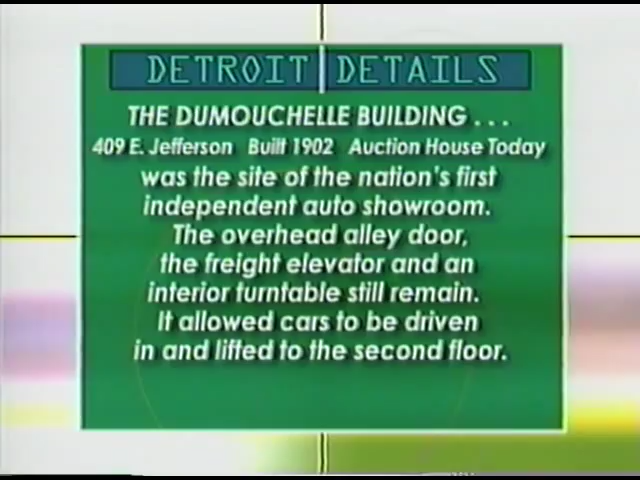 DETROIT DETAILS
THE DUMOUCHELLE BUILDING . . .
409 E. Jefferson Built 1902 Auction House Today
was the site of the nation's first
independent auto showroom.
The overhead alley door,
the freight elevator and an
interior turntable still remain.
It allowed cars to be driven
in and lifted to the second floor.